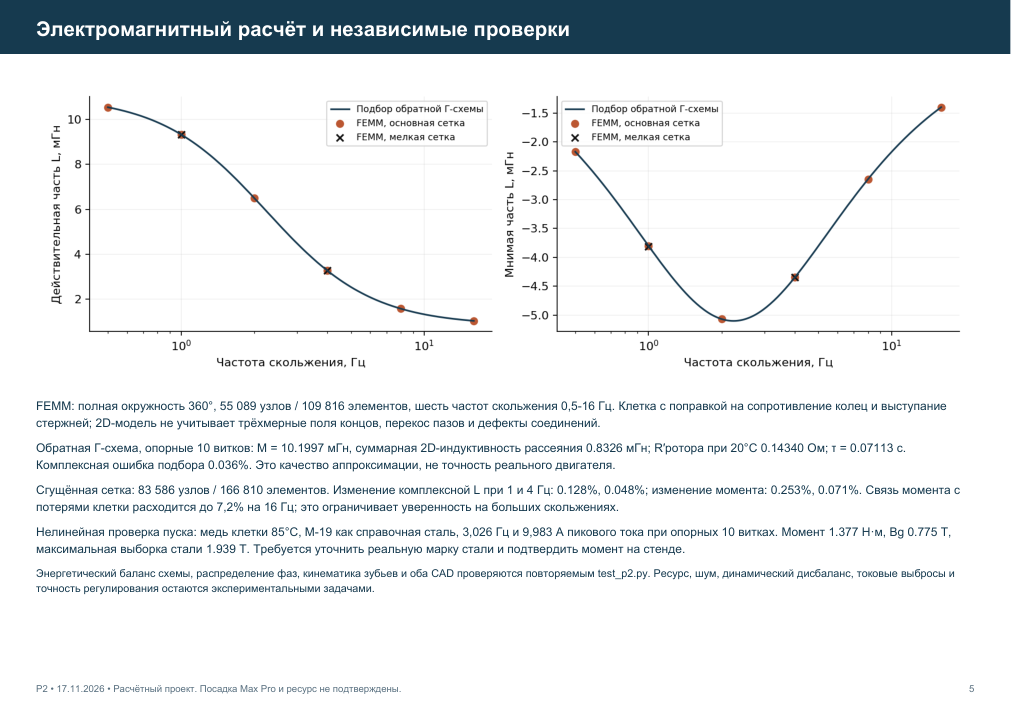 Электромагнитный расчёт и независимые проверки
Действительная часть L, мГн
10
8
6
4
2
10⁰
10¹
Частота скольжения, Гц
Подбор обратной Г-схемы
FEMM, основная сетка
FEMM, мелкая сетка
Мнимая часть L, мГн
−1.5
−2.0
−2.5
−3.0
−3.5
−4.0
−4.5
−5.0
10⁰
10¹
Частота скольжения, Гц
Подбор обратной Г-схемы
FEMM, основная сетка
FEMM, мелкая сетка
FEMM: полная окружность 360°, 55 089 узлов / 109 816 элементов, шесть частот скольжения 0,5-16 Гц. Клетка с поправкой на сопротивление колец и выступание
стержней; 2D-модель не учитывает трёхмерные поля концов, перекос пазов и дефекты соединений.
Обратная Г-схема, опорные 10 витков: M = 10.1997 мГн, суммарная 2D-индуктивность рассеяния 0.8326 мГн; R′ротора при 20°C 0.14340 Ом; τ = 0.07113 с.
Комплексная ошибка подбора 0.036%. Это качество аппроксимации, не точность реального двигателя.
Сгущённая сетка: 83 586 узлов / 166 810 элементов. Изменение комплексной L при 1 и 4 Гц: 0.128%, 0.048%; изменение момента: 0.253%, 0.071%. Связь момента с
потерями клетки расходится до 7,2% на 16 Гц; это ограничивает уверенность на больших скольжениях.
Нелинейная проверка пуска: медь клетки 85°C, M-19 как справочная сталь, 3,026 Гц и 9,983 А пикового тока при опорных 10 витках. Момент 1.377 Н·м, Bg 0.775 T,
максимальная выборка стали 1.939 T. Требуется уточнить реальную марку стали и подтвердить момент на стенде.
Энергетический баланс схемы, распределение фаз, кинематика зубьев и оба CAD проверяются повторяемым test_p2.py. Ресурс, шум, динамический дисбаланс, токовые выбросы и
точность регулирования остаются экспериментальными задачами.
P2 • 17.11.2026 • Расчётный проект. Посадка Max Pro и ресурс не подтверждены.
5